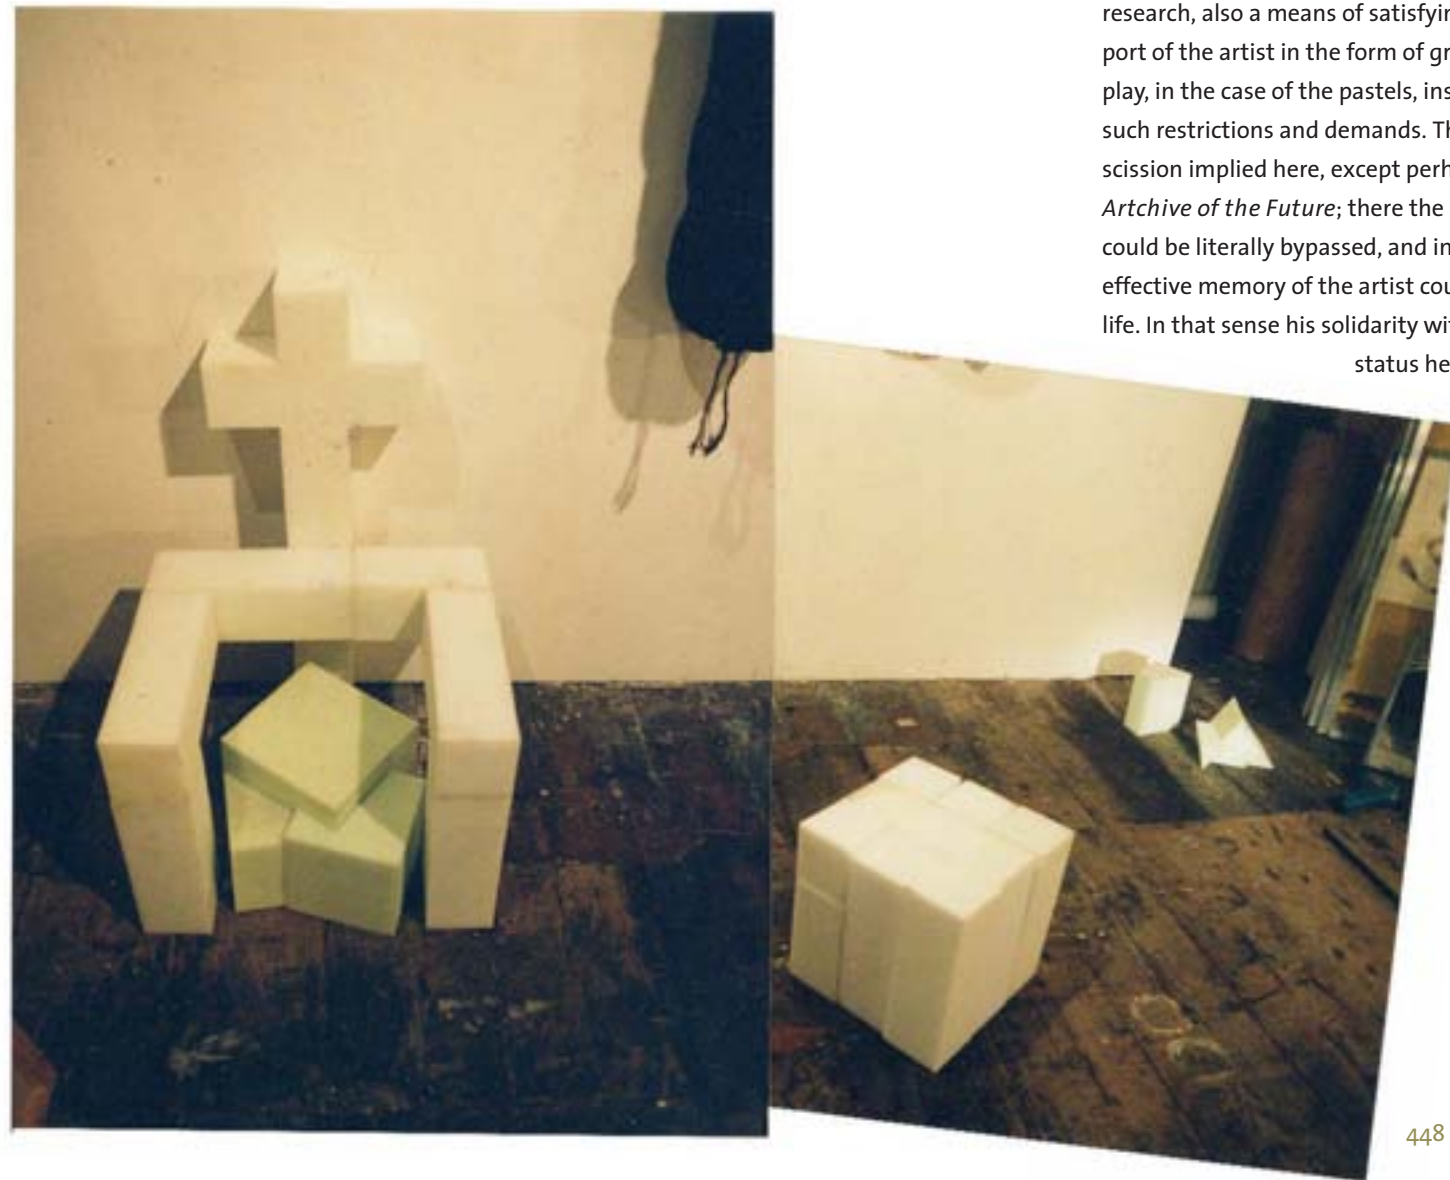 research, also a means of satisfyin
port of the artist in the form of gr
play, in the case of the pastels, ins
such restrictions and demands. Th
scission implied here, except perh
Artchive of the Future; there the
could be literally bypassed, and in
effective memory of the artist cou
life. In that sense his solidarity wit
status he
448